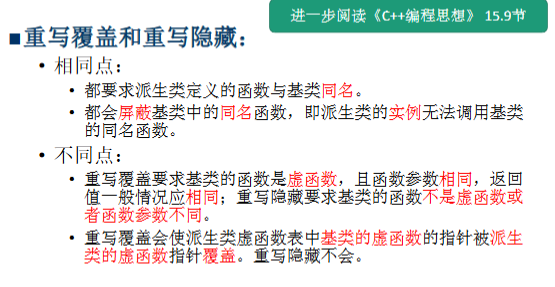 进一步阅读《C++编程思想》 15.9节
■重写覆盖和重写隐藏：
• 相同点：
• 都要求派生类定义的函数与基类同名。
• 都会屏蔽基类中的同名函数，即派生类的实例无法调用基类
的同名函数。
• 不同点：
• 重写覆盖要求基类的函数是虚函数，且函数参数相同，返回
值一般情况应相同；重写隐藏要求基类的函数不是虚函数或
者函数参数不同。
• 重写覆盖会使派生类虚函数表中基类的虚函数的指针被派生
类的虚函数指针覆盖。重写隐藏不会。